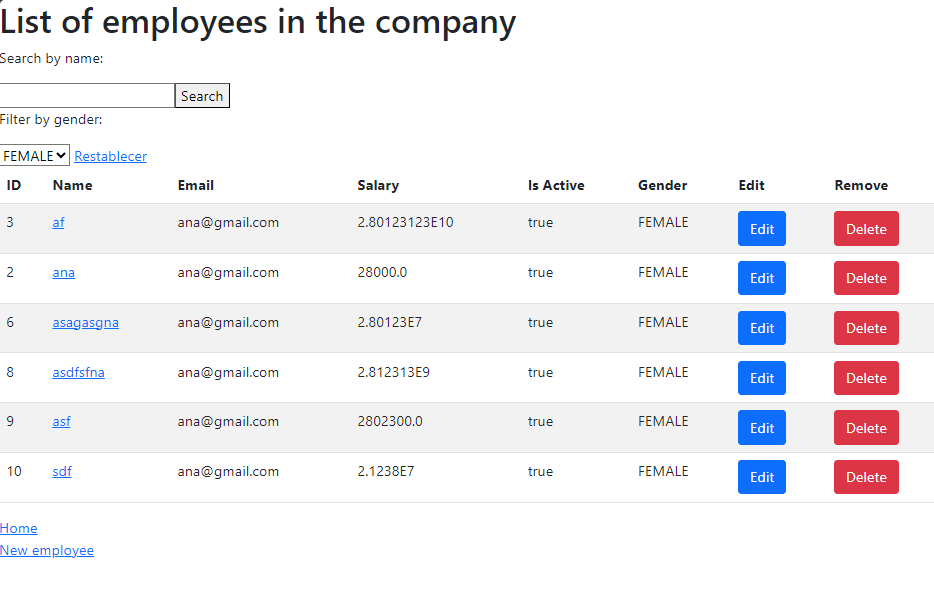 List of employees in the company
Search by name:
Search
Filter by gender:
FEMALE Restablecer
ID Name Email Salary Is Active Gender Edit Remove
3 af ana@gmail.com 2.80123123E10 true FEMALE Edit Delete
2 ana ana@gmail.com 28000.0 true FEMALE Edit Delete
6 asagasgna ana@gmail.com 2.80123E7 true FEMALE Edit Delete
8 asdfsfna ana@gmail.com 2.812313E9 true FEMALE Edit Delete
9 asf ana@gmail.com 2802300.0 true FEMALE Edit Delete
10 sdf ana@gmail.com 2.1238E7 true FEMALE Edit Delete
Home
New employee